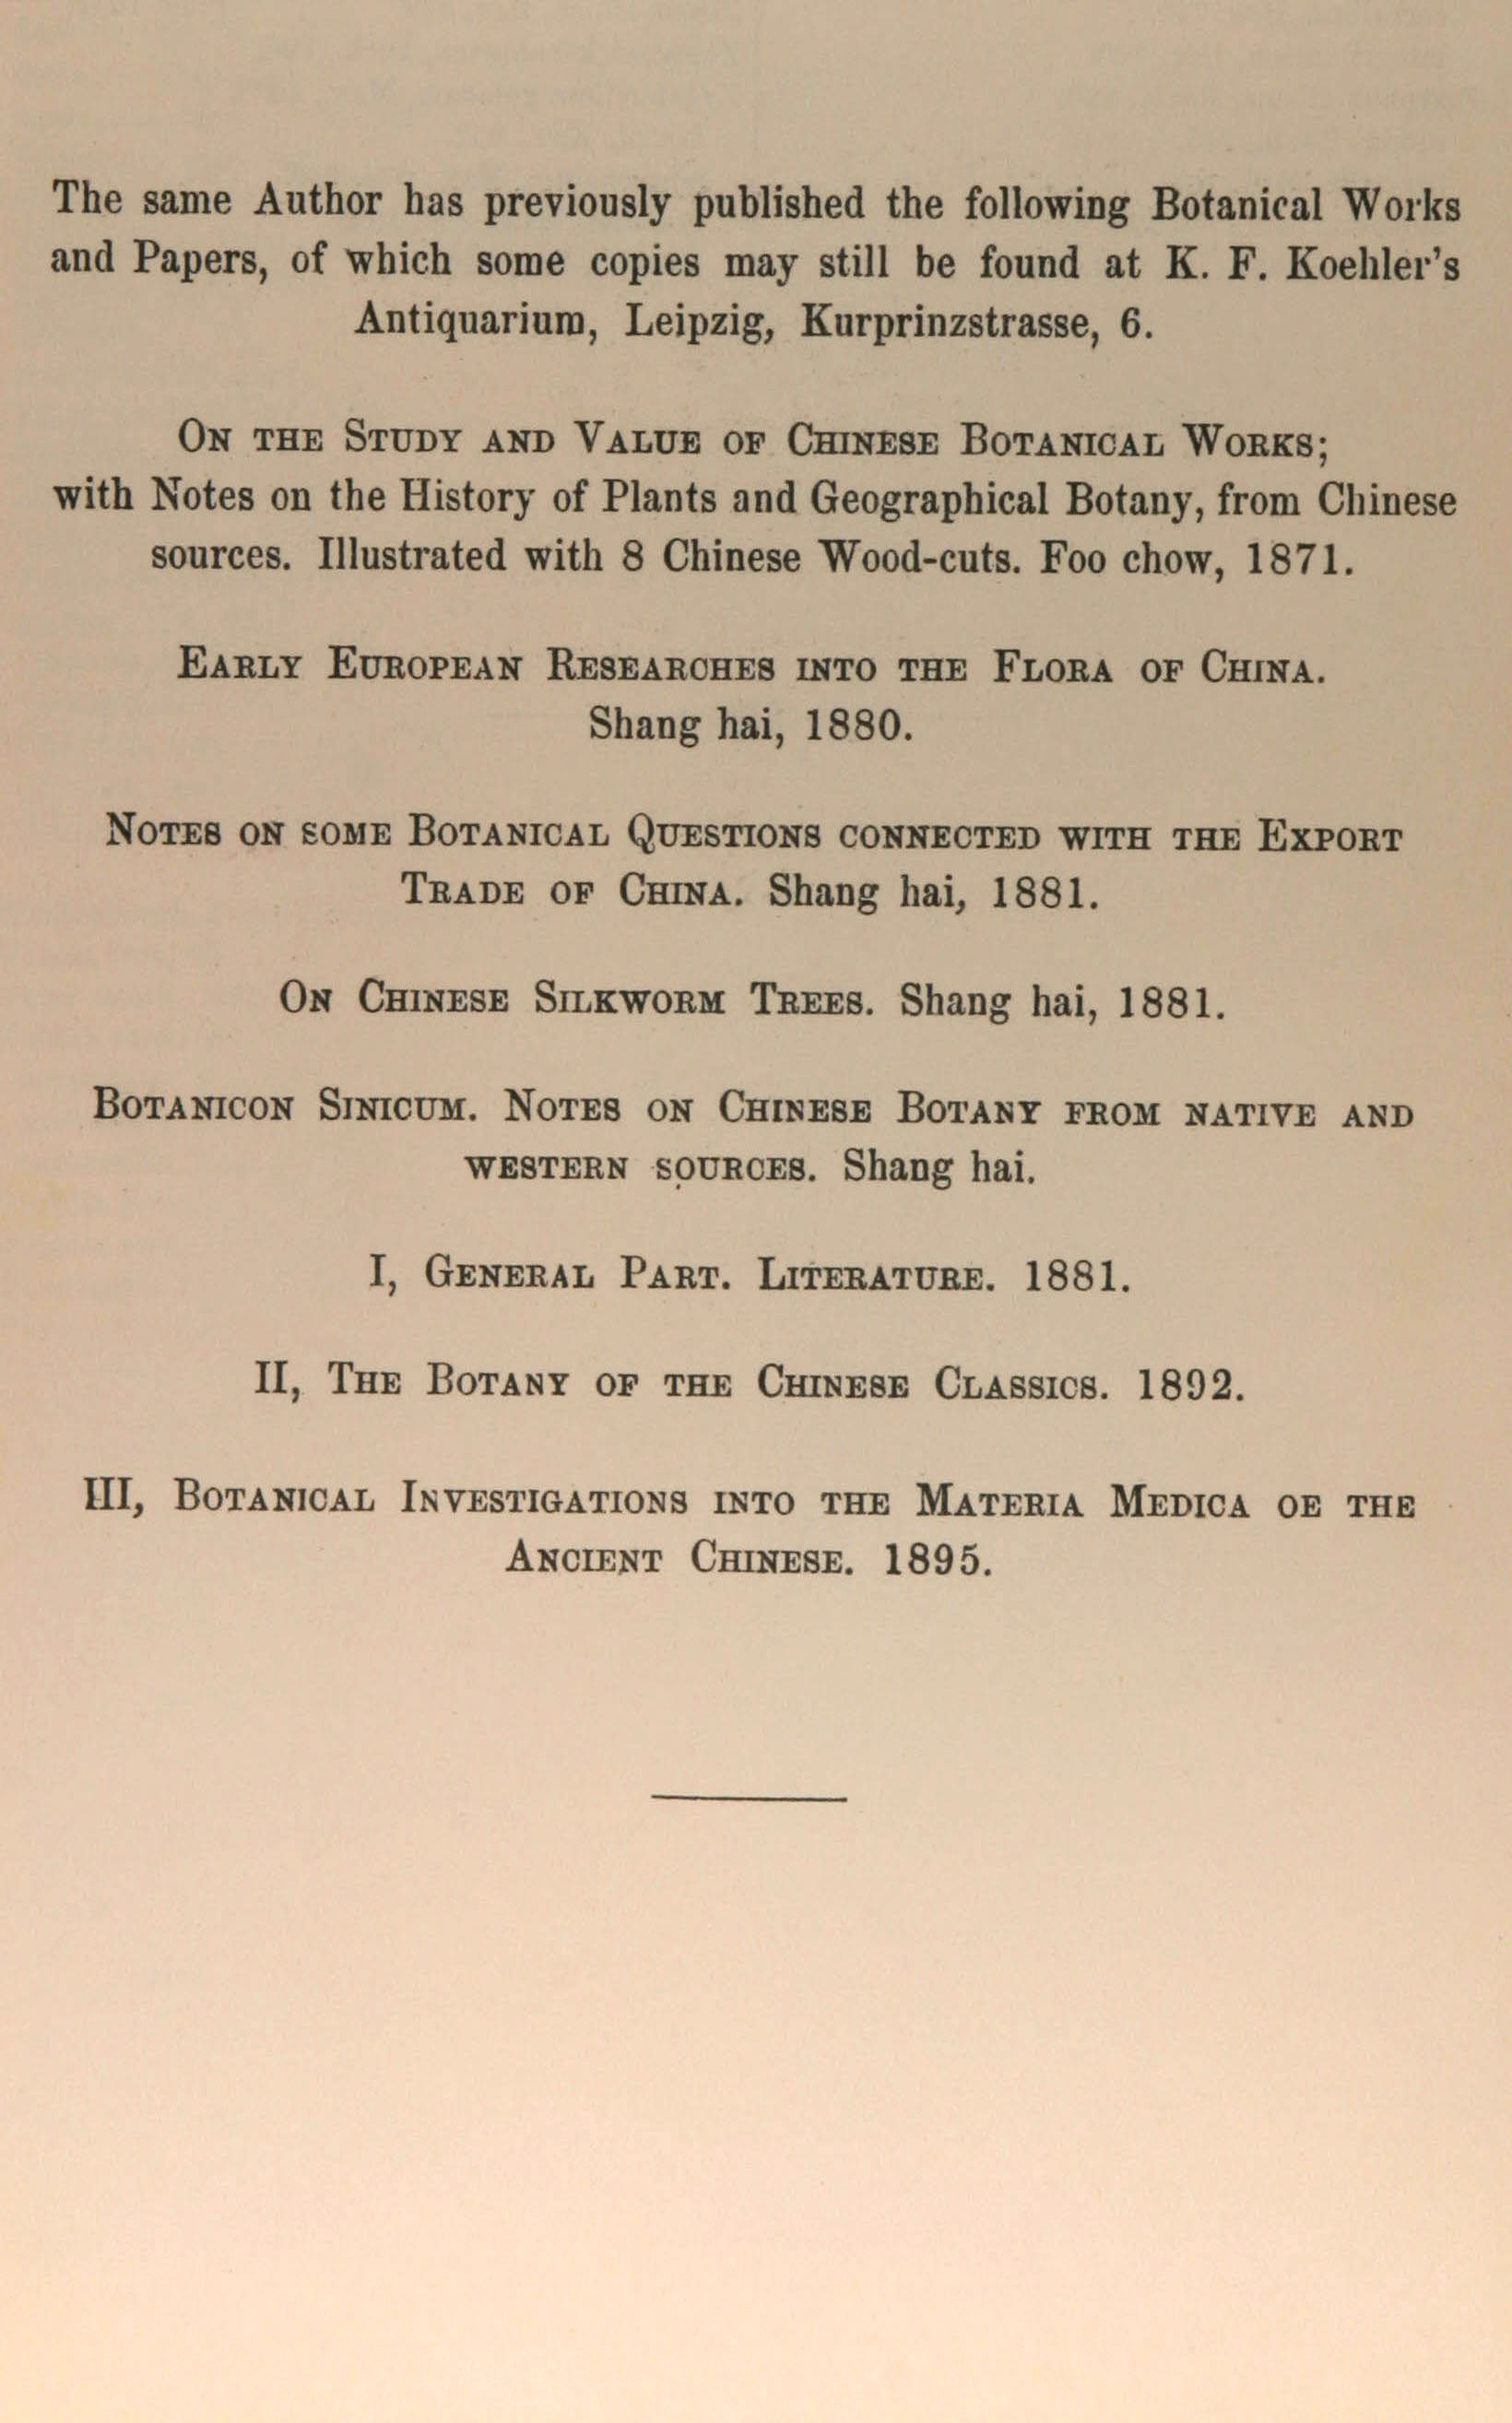 The same Author has previously published the following Botanical Works
and Papers, of which some copies may still be found at K. F. Koehler's
Antiquarium, Leipzig, Kurprinzstrasse, 6.
On the Study and Value of Chinese Botanical Works;
with Notes on the History of Plants and Geographical Botany, from Chinese
sources. Illustrated with 8 Chinese Wood-cuts. Foo chow, 1871.
Early European Researches into the Flora of China.
Shang hai, 1880.
Notes on some Botanical Questions connected with the Export
Trade of China. Shang hai, 1881.
On Chinese Silkworm Trees. Shang hai, 1881.
Botanicon Sinicum. Notes on Chinese Botany from native and
western sources. Shang hai.
I, General Part. Literature. 1881.
II, The Botany of the Chinese Classics. 1892.
III, Botanical Investigations into the Materia Medica oe the
Ancient Chinese. 1895.